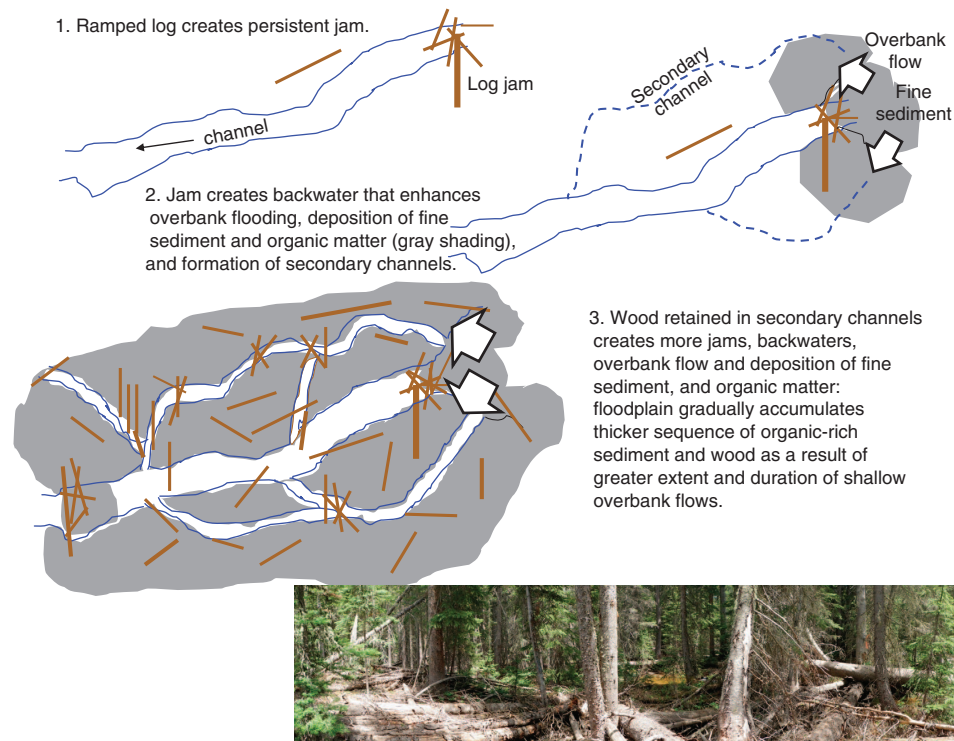 1. Ramped log creates persistent jam.
Log jam
channel
Secondary
channel
Overbank
flow
Fine
sediment
2. Jam creates backwater that enhances
overbank flooding, deposition of fine
sediment and organic matter (gray shading),
and formation of secondary channels.
3. Wood retained in secondary channels
creates more jams, backwaters,
overbank flow and deposition of fine
sediment, and organic matter:
floodplain gradually accumulates
thicker sequence of organic-rich
sediment and wood as a result of
greater extent and duration of shallow
overbank flows.